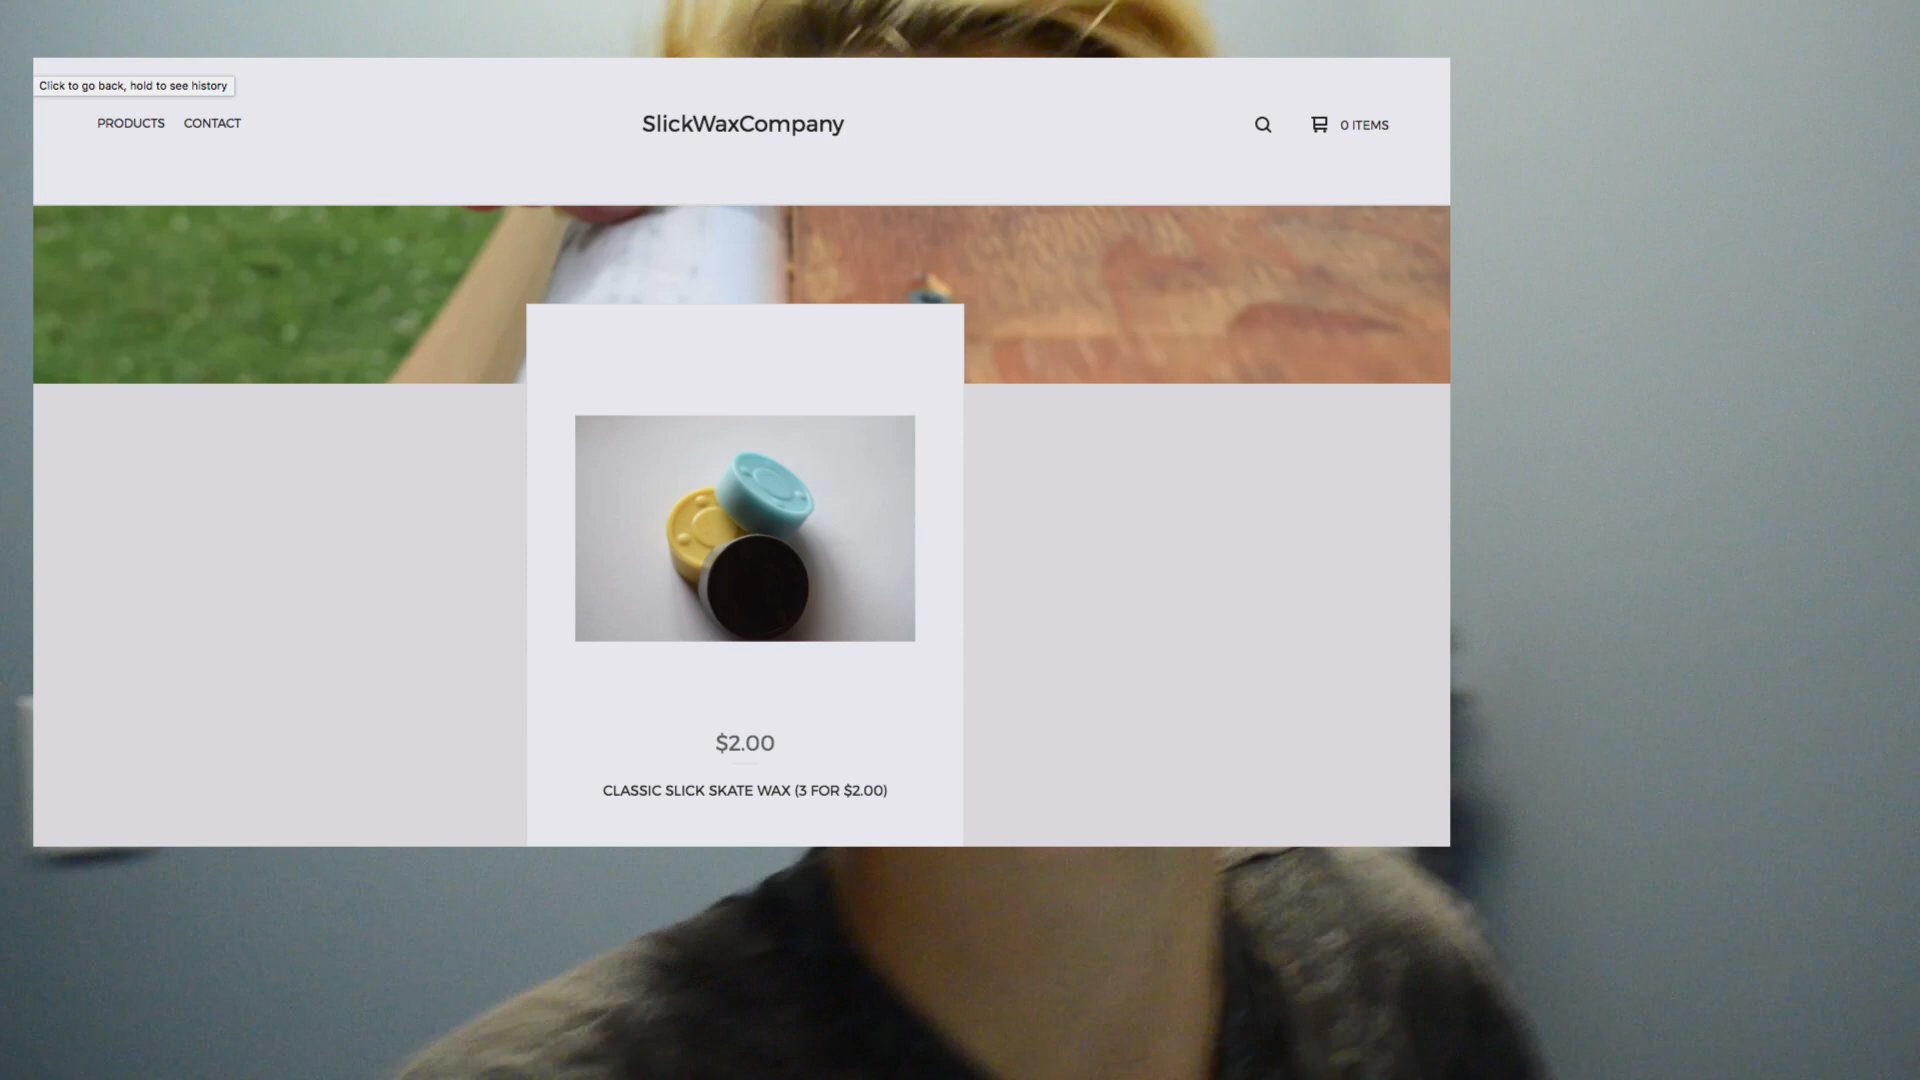 Click to go back, hold to see history
PRODUCTS CONTACT
SlickWaxCompany
0 ITEMS
$2.00
CLASSIC SLICK SKATE WAX (3 FOR $2.00)